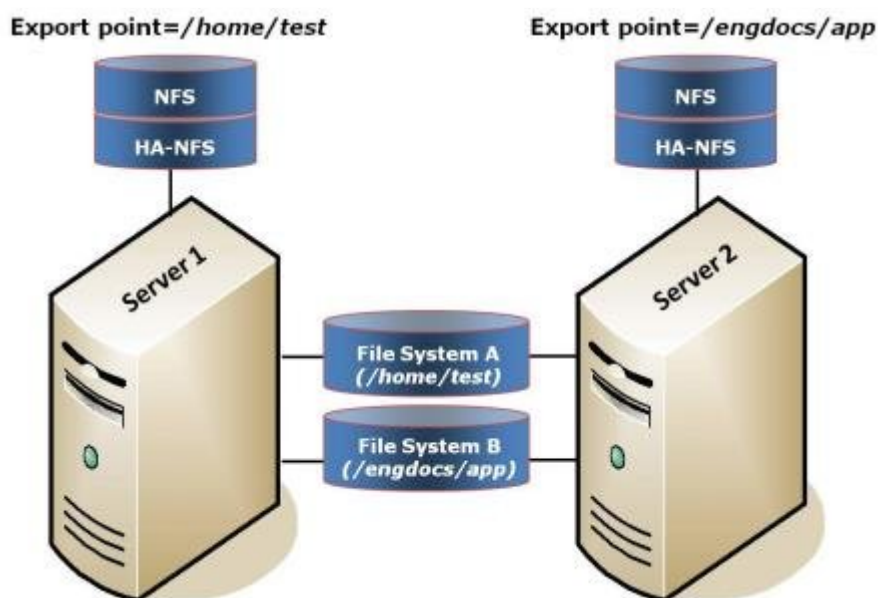 Export point=/home/test
Export point=/engdocs/app
NFS
HA-NFS
NFS
HA-NFS
Server 1
Server 2
File System A
(/home/test)
File System B
(/engdocs/app)